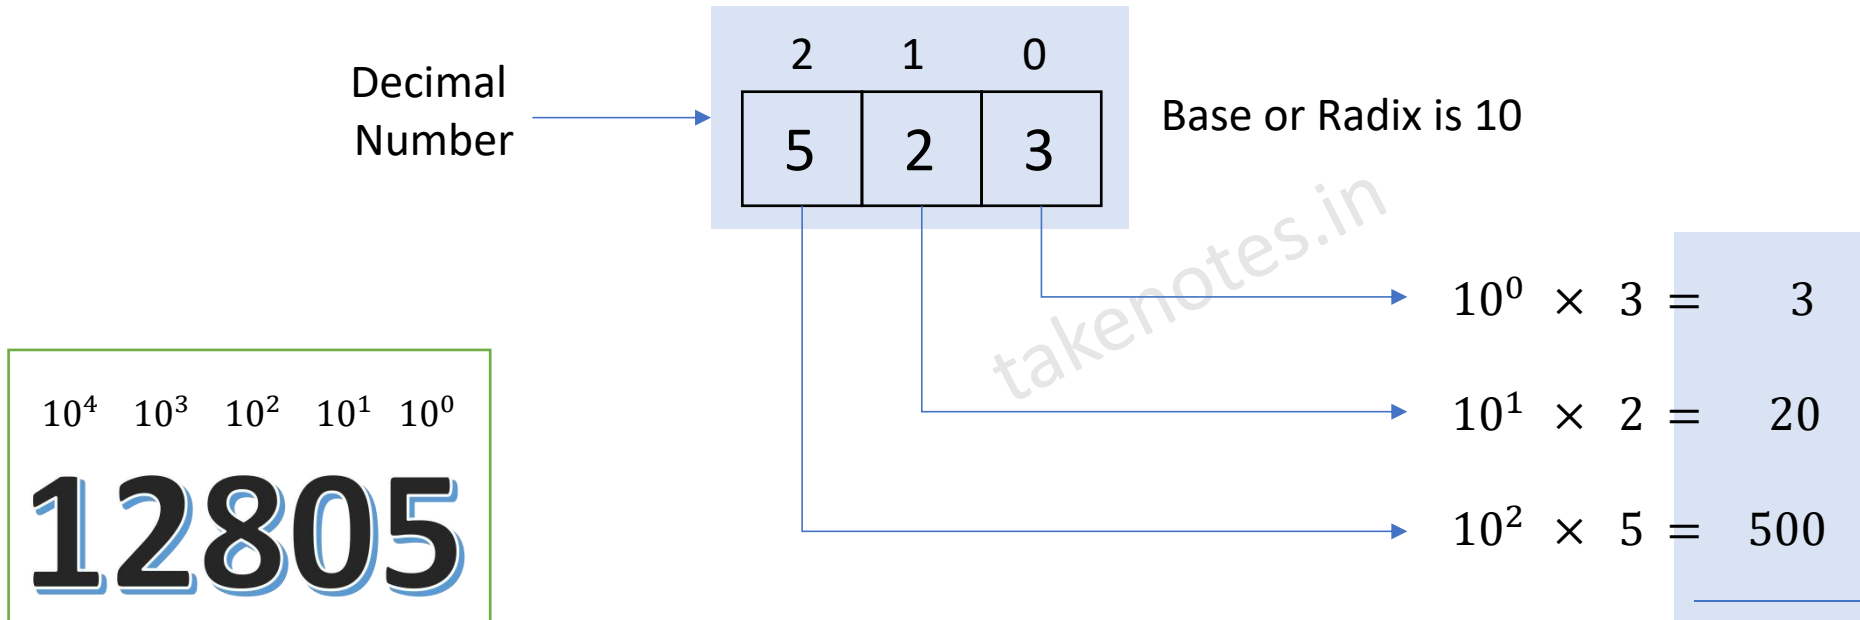 2 1 0
Decimal
Number
5 2 3
Base or Radix is 10
takenotes.in
10⁰ × 3 = 3
10¹ × 2 = 20
10² × 5 = 500
10⁴ 10³ 10² 10¹ 10⁰
12805